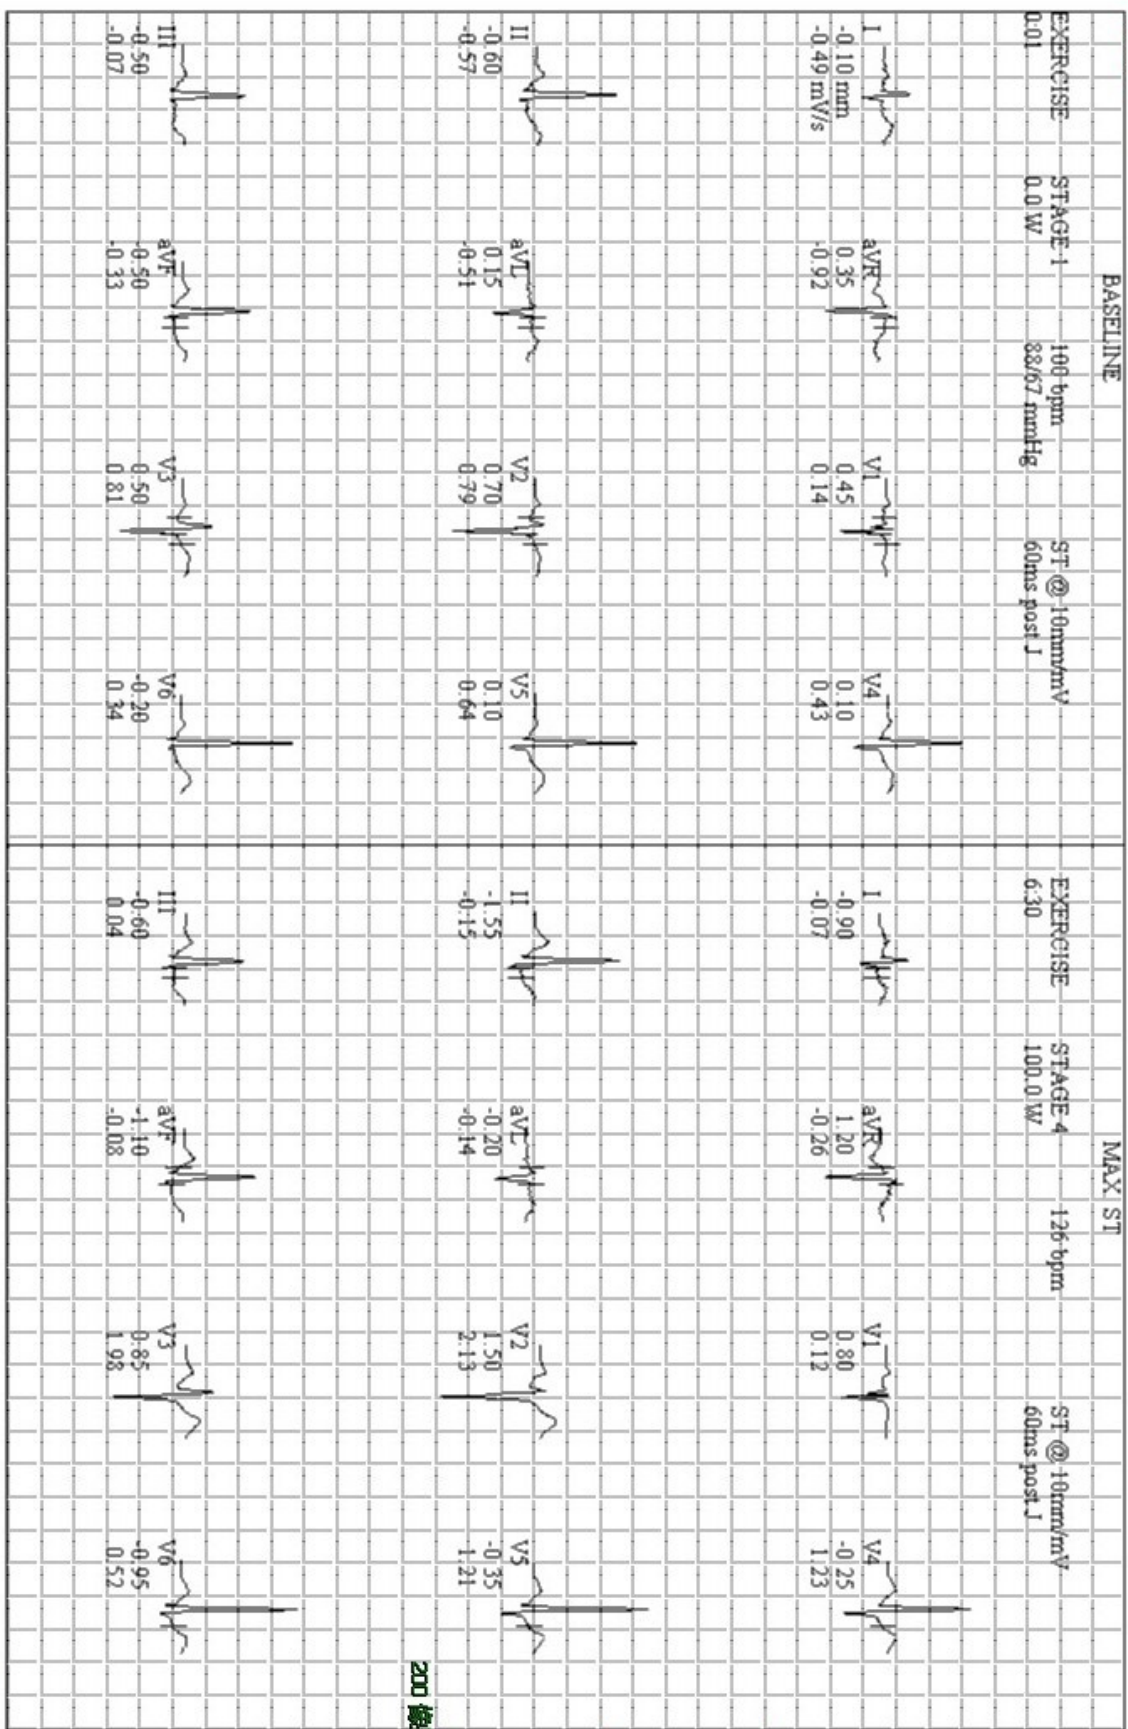 BASELINE
EXERCISE STAGE 1 100 bpm ST @ 10mm/mV
0:01 0.0 W 88/67 mmHg 60ms post J
I
-0.10 mm
-0.49 mV/s
aVR
0.35
-0.92
V1
0.45
0.14
V4
0.10
0.43
II
-0.60
-0.57
aVL
0.15
-0.51
V2
0.70
0.79
V5
0.10
0.64
III
-0.50
-0.07
aVF
-0.50
-0.33
V3
0.50
0.81
V6
-0.20
0.34
MAX ST
EXERCISE STAGE 4 126 bpm ST @ 10mm/mV
6:30 100.0 W 60ms post J
I
-0.90
-0.07
aVR
1.20
-0.26
V1
0.80
0.12
V4
-0.25
1.23
II
-1.55
-0.15
aVL
-0.20
-0.14
V2
1.50
2.13
V5
-0.35
1.21
III
-0.60
0.04
aVF
-1.10
-0.08
V3
0.85
1.98
V6
-0.95
0.52
200 像